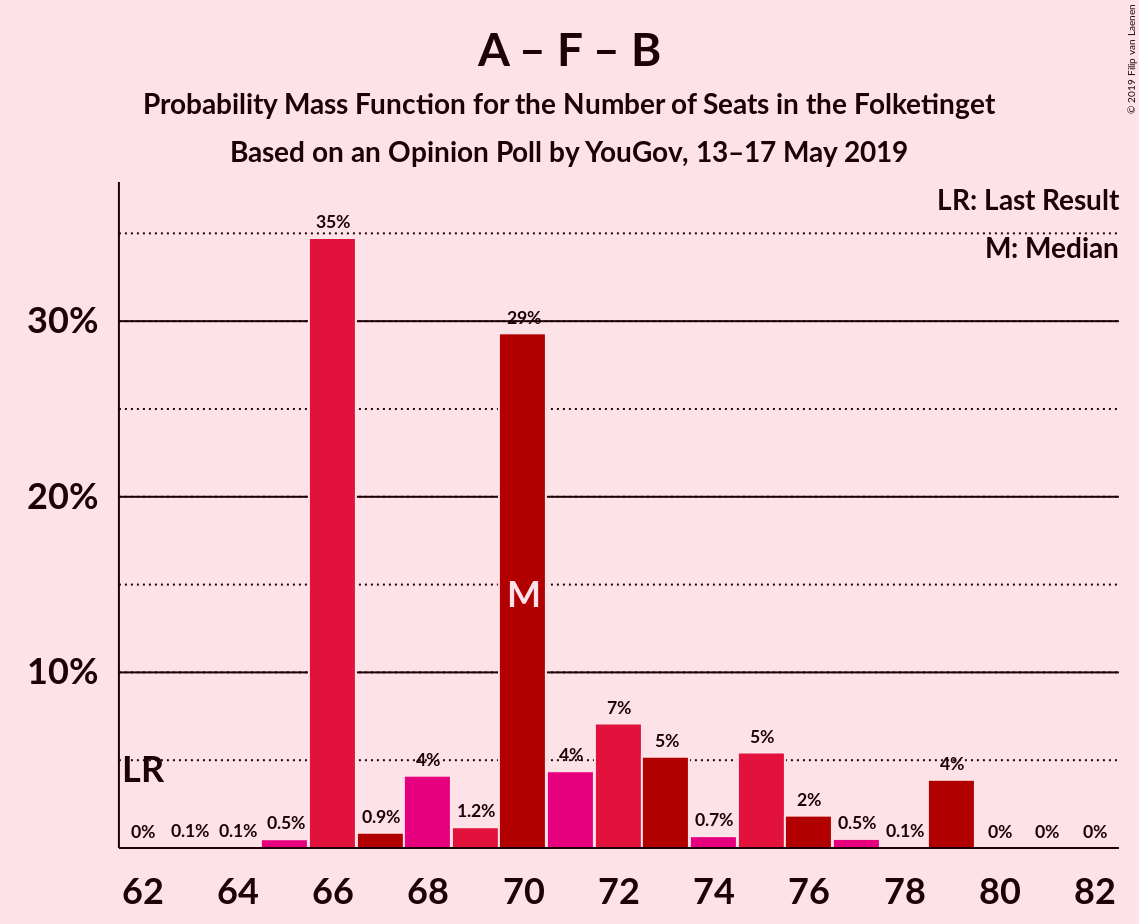 A – F – B
Probability Mass Function for the Number of Seats in the Folketinget
Based on an Opinion Poll by YouGov, 13–17 May 2019
© 2019 Filip van Laenen
LR: Last Result
M: Median
35%
30%
29%
20%
M
10%
7%
5%
5%
4%
4%
4%
LR
2%
0%
0.1%
0.1%
0.5%
0.9%
1.2%
0.7%
0.5%
0.1%
0%
0%
0%
62 64 66 68 70 72 74 76 78 80 82